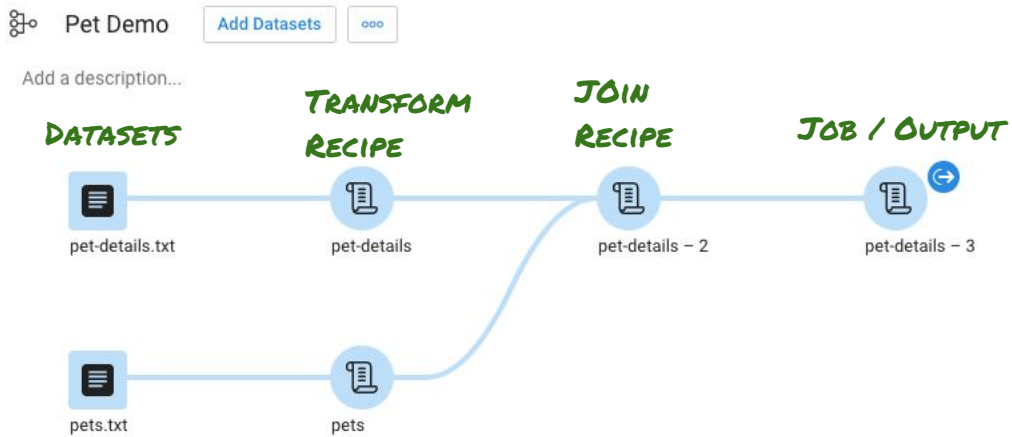 Pet Demo
Add Datasets
Add a description...
DATASETS
TRANSFORM
RECIPE
JOIN
RECIPE
JOB / OUTPUT
pet-details.txt
pet-details
pet-details – 2
pet-details – 3
pets.txt
pets